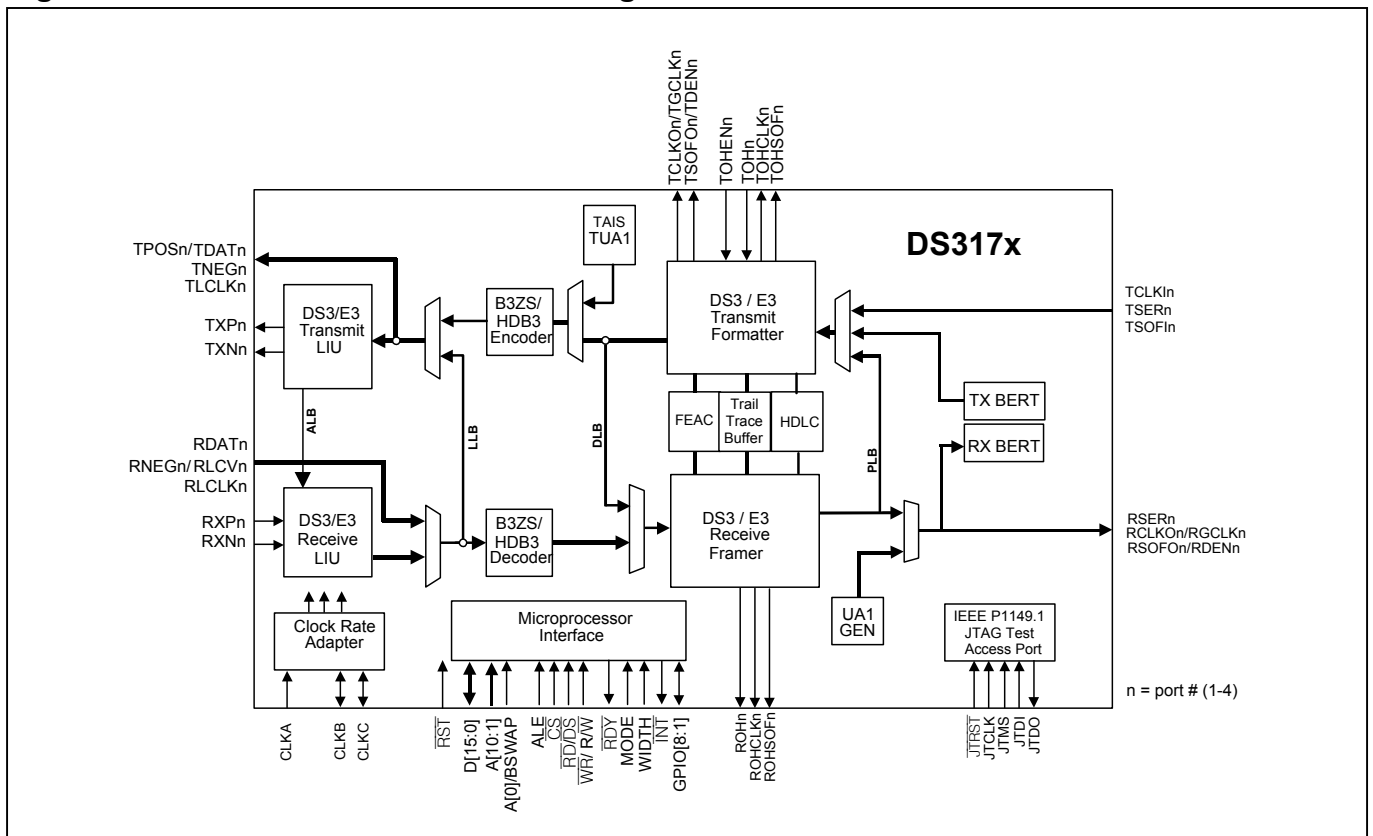 TCLKOn/TGCLKn
TSOFOn/TDENn
TOHENn
TOHn
TOHCLKn
TOHSOFn
DS317x
TAIS
TUA1
TPOSn/TDATn
TNEGn
TLCLKn
TXPn
TXNn
DS3/E3
Transmit
LIU
B3ZS/
HDB3
Encoder
DS3 / E3
Transmit
Formatter
TCLKIn
TSERn
TSOFIn
TX BERT
RX BERT
FEAC
Trail
Trace
Buffer
HDLC
ALB
LLB
DLB
PLB
RDATn
RNEGn/RLCVn
RLCLKn
RXPn
RXNn
DS3/E3
Receive
LIU
B3ZS/
HDB3
Decoder
DS3 / E3
Receive
Framer
RSERn
RCLKOn/RGCLKn
RSOFOn/RDENn
UA1
GEN
Clock Rate
Adapter
Microprocessor
Interface
IEEE P1149.1
JTAG Test
Access Port
n = port # (1-4)
CLKA
CLKB
CLKC
RST
D[15:0]
A[10:1]
A[0]/BSWAP
ALE
CS
RD/DS
WR/ R/W
RDY
MODE
WIDTH
INT
GPIO[8:1]
ROHn
ROHCLKn
ROHSOFn
JTRST
JTCLK
JTMS
JTDI
JTDO